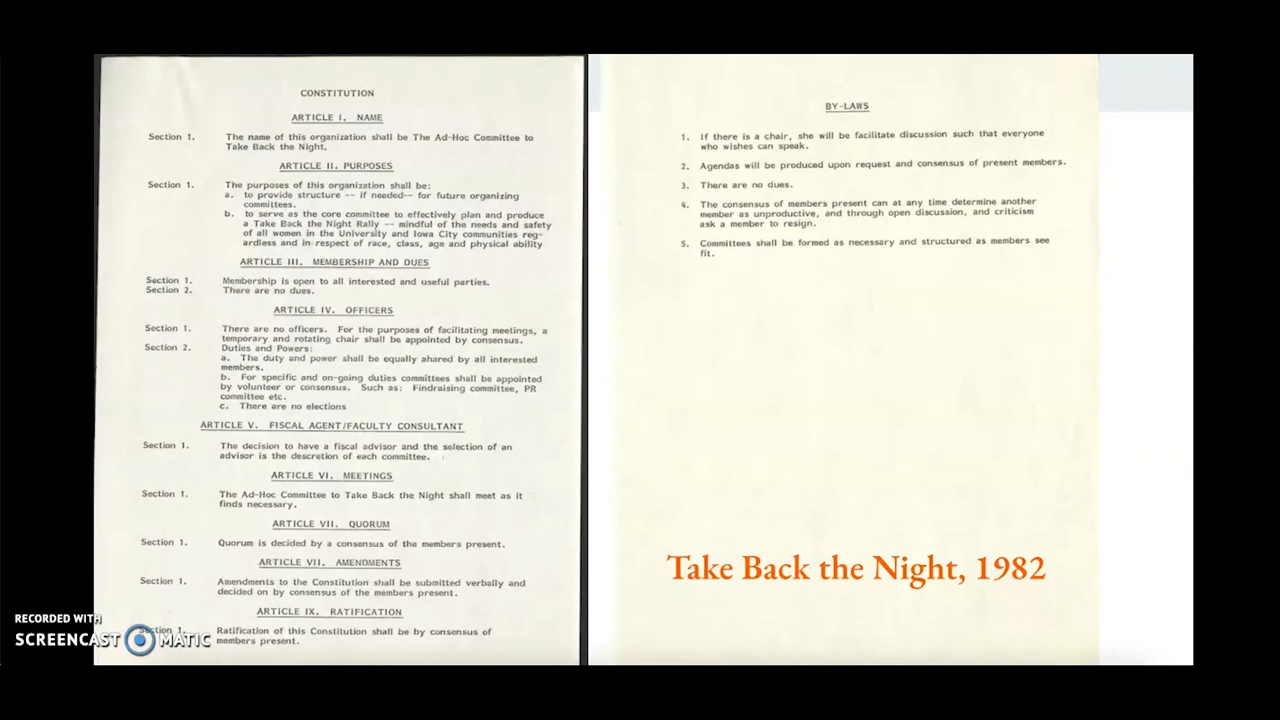 CONSTITUTION
ARTICLE I. NAME
Section 1. The name of this organization shall be The Ad-Hoc Committee to
Take Back the Night.
ARTICLE II. PURPOSES
Section 1. The purposes of this organization shall be:
a. to provide structure -- if needed-- for future organizing
committees.
b. to serve as the core committee to effectively plan and produce
a Take Back the Night Rally -- mindful of the needs and safety
of all women in the University and Iowa City communities reg-
ardless and in respect of race, class, age and physical ability
ARTICLE III. MEMBERSHIP AND DUES
Section 1. Membership is open to all interested and useful parties.
Section 2. There are no dues.
ARTICLE IV. OFFICERS
Section 1. There are no officers. For the purposes of facilitating meetings, a
temporary and rotating chair shall be appointed by consensus.
Section 2. Duties and Powers:
a. The duty and power shall be equally ahared by all interested
members.
b. For specific and on-going duties committees shall be appointed
by volunteer or consensus. Such as: Findraising committee, PR
committee etc.
c. There are no elections
ARTICLE V. FISCAL AGENT/FACULTY CONSULTANT
Section 1. The decision to have a fiscal advisor and the selection of an
advisor is the descretion of each committee.
ARTICLE VI. MEETINGS
Section 1. The Ad-Hoc Committee to Take Back the Night shall meet as it
finds necessary.
ARTICLE VII. QUORUM
Section 1. Quorum is decided by a consensus of the members present.
ARTICLE VII. AMENDMENTS
Section 1. Amendments to the Constitution shall be submitted verbally and
decided on by consensus of the members present.
ARTICLE IX. RATIFICATION
Section 1. Ratification of this Constitution shall be by consensus of
members present.
BY-LAWS
1. If there is a chair, she will be facilitate discussion such that everyone
who wishes can speak.
2. Agendas will be produced upon request and consensus of present members.
3. There are no dues.
4. The consensus of members present can at any time determine another
member as unproductive, and through open discussion, and criticism
ask a member to resign.
5. Committees shall be formed as necessary and structured as members see
fit.
Take Back the Night, 1982
RECORDED WITH
SCREENCAST MATIC